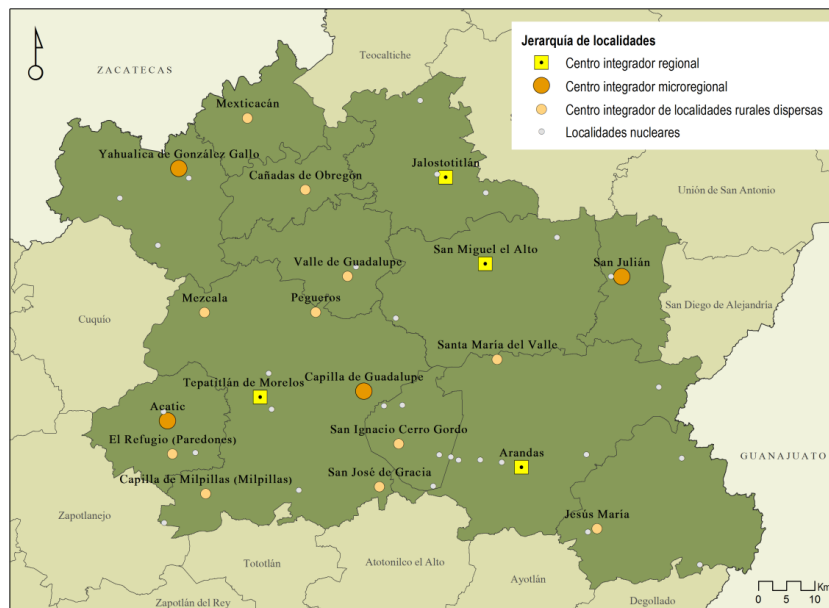 Jerarquía de localidades
Centro integrador regional
Centro integrador microregional
Centro integrador de localidades rurales dispersas
Localidades nucleares
Teocaltiche
ZACATECAS
Mexticacán
Yahualica de González Gallo
Jalostotitlán
Cañadas de Obregón
Unión de San Antonio
San Miguel el Alto
Valle de Guadalupe
San Julián
Mezcala
Pegueros
San Diego de Alejandría
Cuquío
Santa María del Valle
Tepatitlán de Morelos
Capilla de Guadalupe
Acatic
San Ignacio Cerro Gordo
El Refugio (Paredones)
Arandas
GUANAJUATO
Capilla de Milpillas (Milpillas)
San José de Gracia
Zapotlanejo
Jesús María
Tototlán
Atotonilco el Alto
Ayotlán
Zapotlán del Rey
Degollado
Km
0 5 10